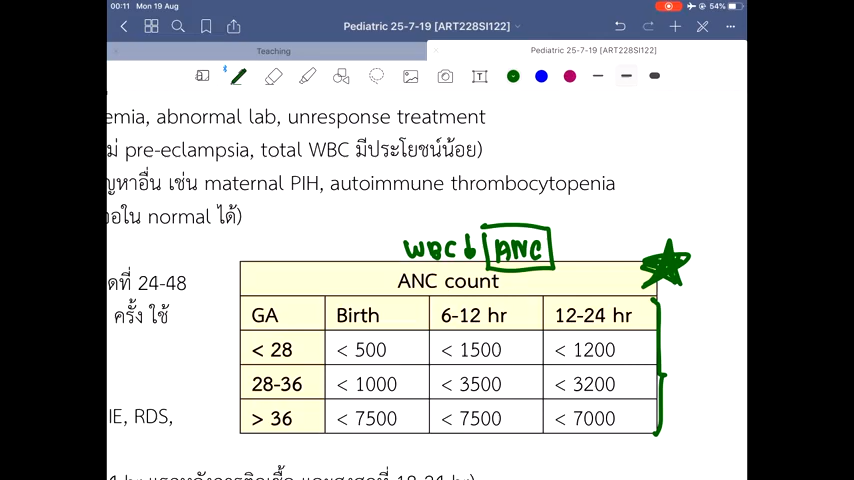 00:11 Mon 19 Aug 54%
Pediatric 25-7-19 [ART228SI122]
Teaching
Pediatric 25-7-19 [ART228SI122]
emia, abnormal lab, unresponse treatment
pre-eclampsia, total WBC มีประโยชน์น้อย)
ญหาอื่น เช่น maternal PIH, autoimmune thrombocytopenia
อใน normal ได้)
WBC↓ ANC
ANC count
ดที่ 24-48
ครั้ง ใช้
GA Birth 6-12 hr 12-24 hr
< 28 < 500 < 1500 < 1200
28-36 < 1000 < 3500 < 3200
> 36 < 7500 < 7500 < 7000
IE, RDS,